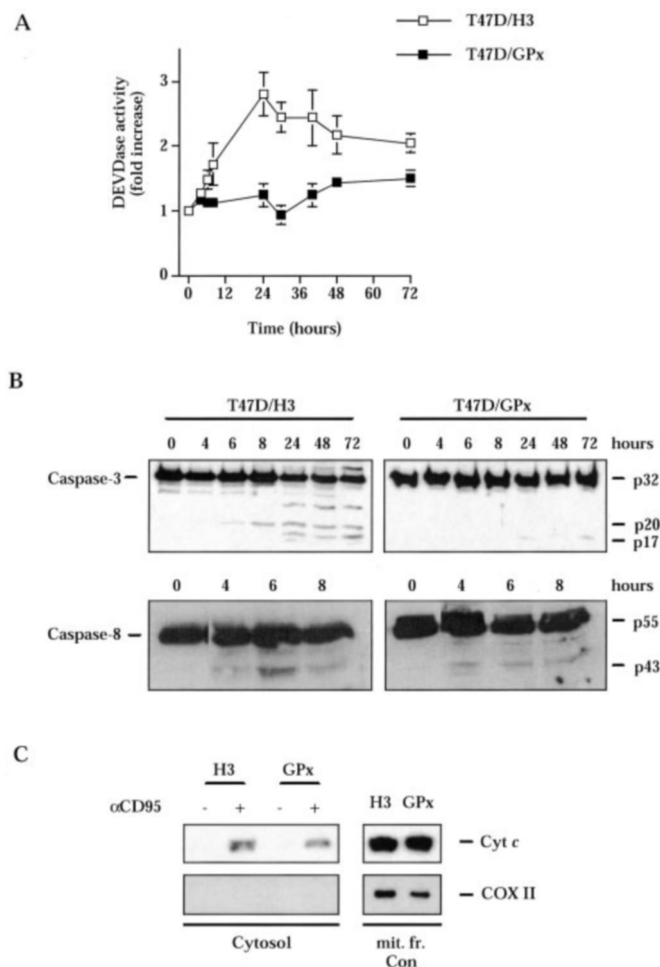 A
T47D/H3
T47D/GPx
DEVDase activity
(fold increase)
3
2
1
0
0 12 24 36 48 60 72
Time (hours)
B
T47D/H3 T47D/GPx
0 4 6 8 24 48 72 0 4 6 8 24 48 72 hours
Caspase-3 p32
p20
p17
0 4 6 8 0 4 6 8 hours
Caspase-8 p55
p43
C
H3 GPx
αCD95 - + - + H3 GPx
Cyt c
COX II
Cytosol mit. fr.
Con